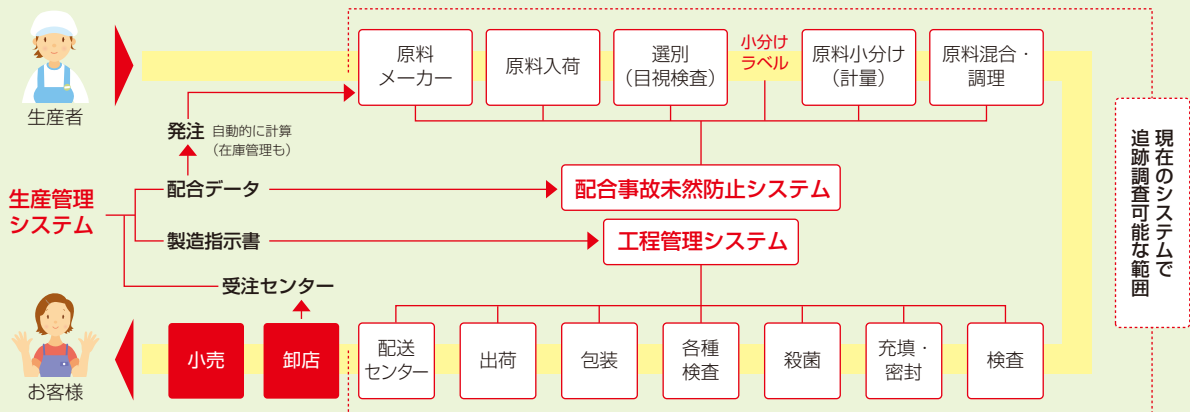 生産者
原料
メーカー
原料入荷
選別
（目視検査）
小分け
ラベル
原料小分け
（計量）
原料混合・
調理
発注 自動的に計算
（在庫管理も）
生産管理
システム
配合データ
配合事故未然防止システム
製造指示書
工程管理システム
受注センター
現在のシステムで
追跡調査可能な範囲
お客様
小売
卸店
配送
センター
出荷
包装
各種
検査
殺菌
充填・
密封
検査